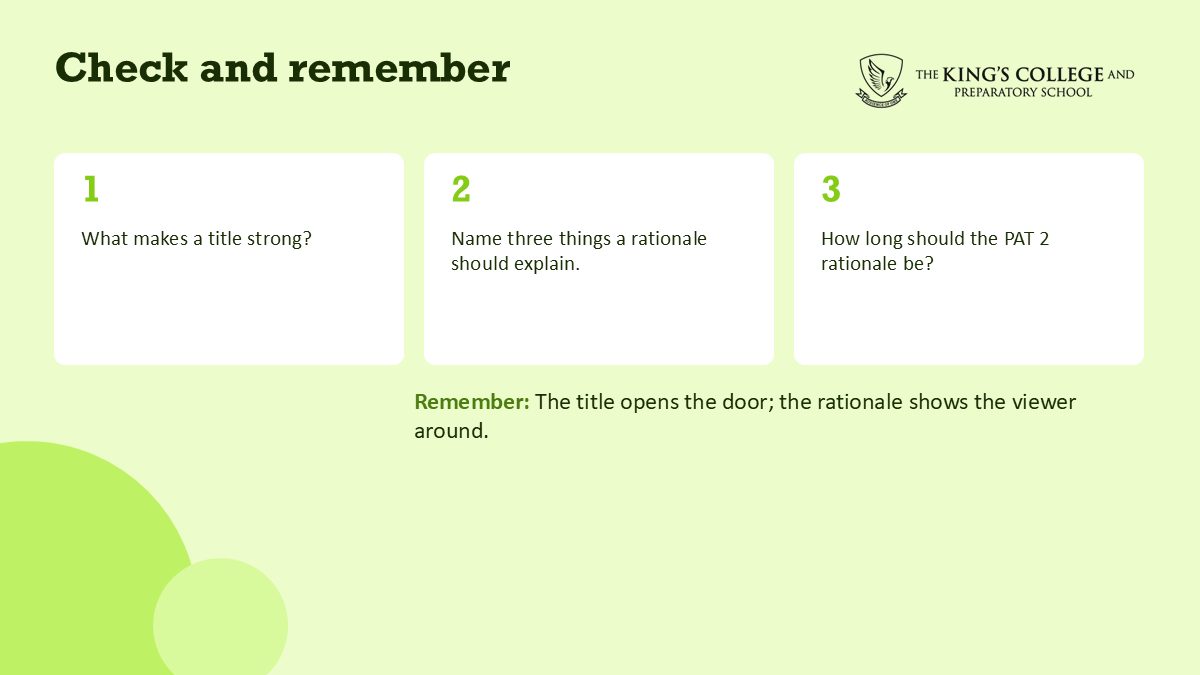 Check and remember
THE KING'S COLLEGE AND
PREPARATORY SCHOOL
1
What makes a title strong?
2
Name three things a rationale
should explain.
3
How long should the PAT 2
rationale be?
Remember: The title opens the door; the rationale shows the viewer
around.